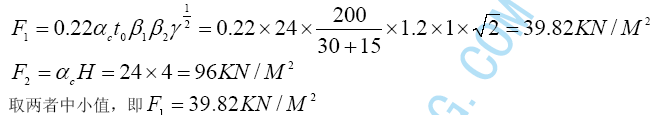 F₁ = 0.22α_c t₀ β₁ β₂ γ^{1/2} = 0.22 × 24 × \frac{200}{30+15} × 1.2 × 1 × √2 = 39.82KN / M²
F₂ = α_c H = 24 × 4 = 96KN / M²
取两者中小值，即 F₁ = 39.82KN / M²
G. COM